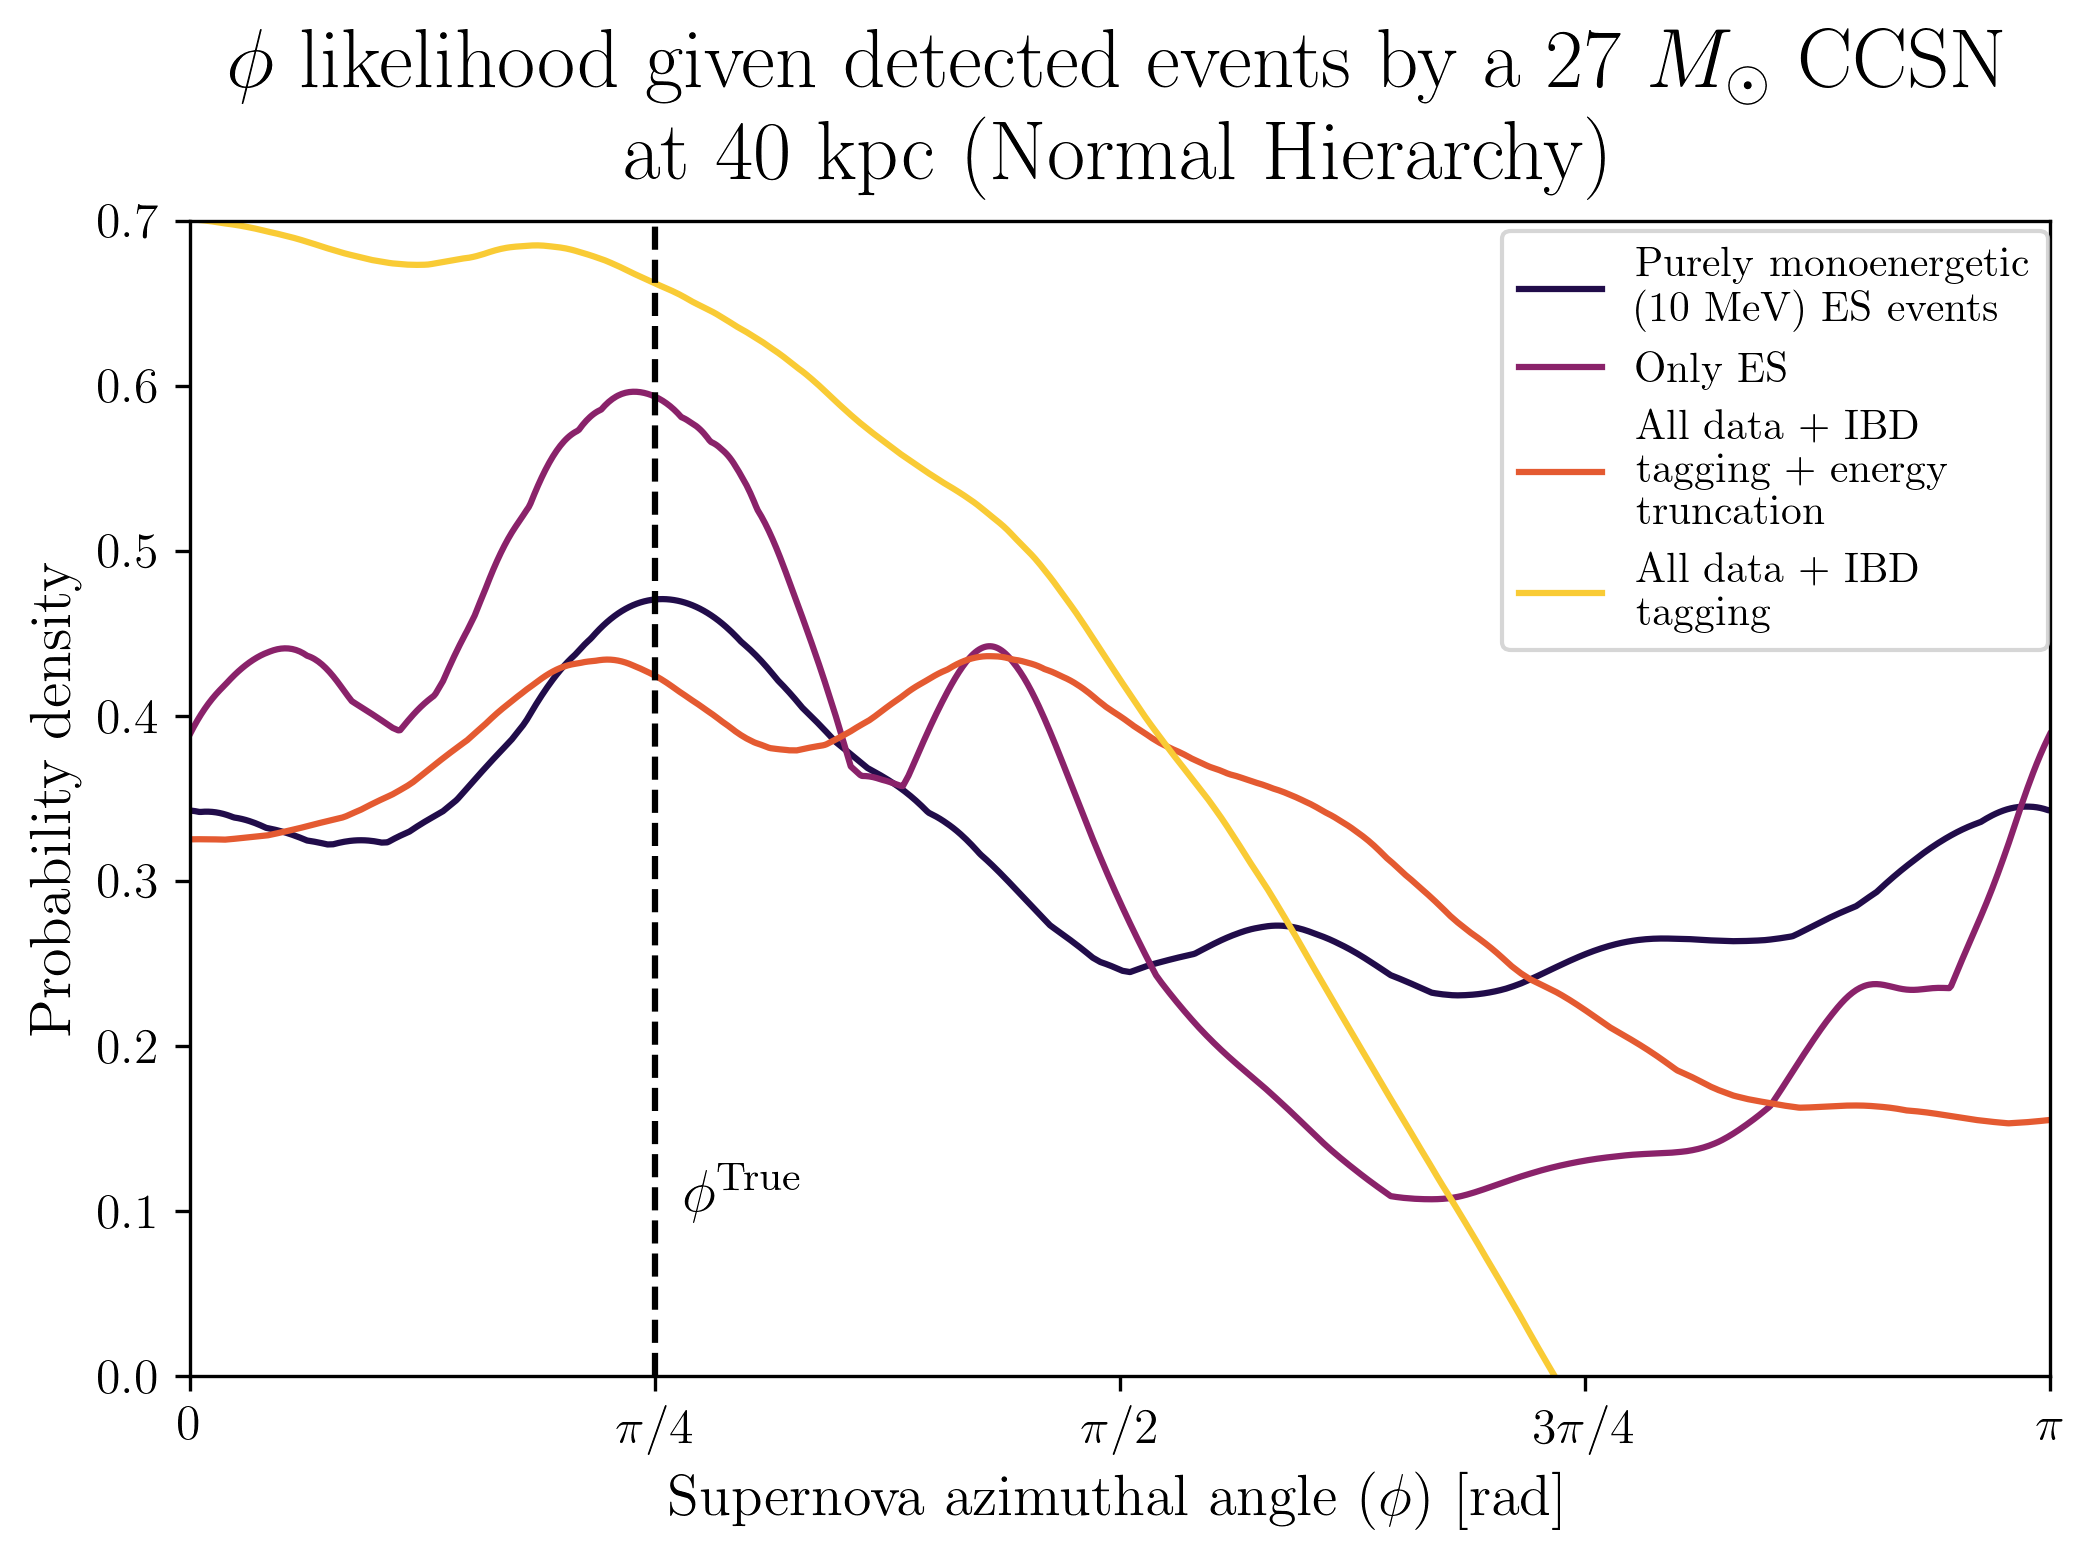 ϕ likelihood given detected events by a 27 M⊙ CCSN
at 40 kpc (Normal Hierarchy)
0.7
0.6
0.5
0.4
0.3
0.2
0.1
0.0
Probability density
Purely monoenergetic
(10 MeV) ES events
Only ES
All data + IBD
tagging + energy
truncation
All data + IBD
tagging
ϕ^True
0 π/4 π/2 3π/4 π
Supernova azimuthal angle (ϕ) [rad]